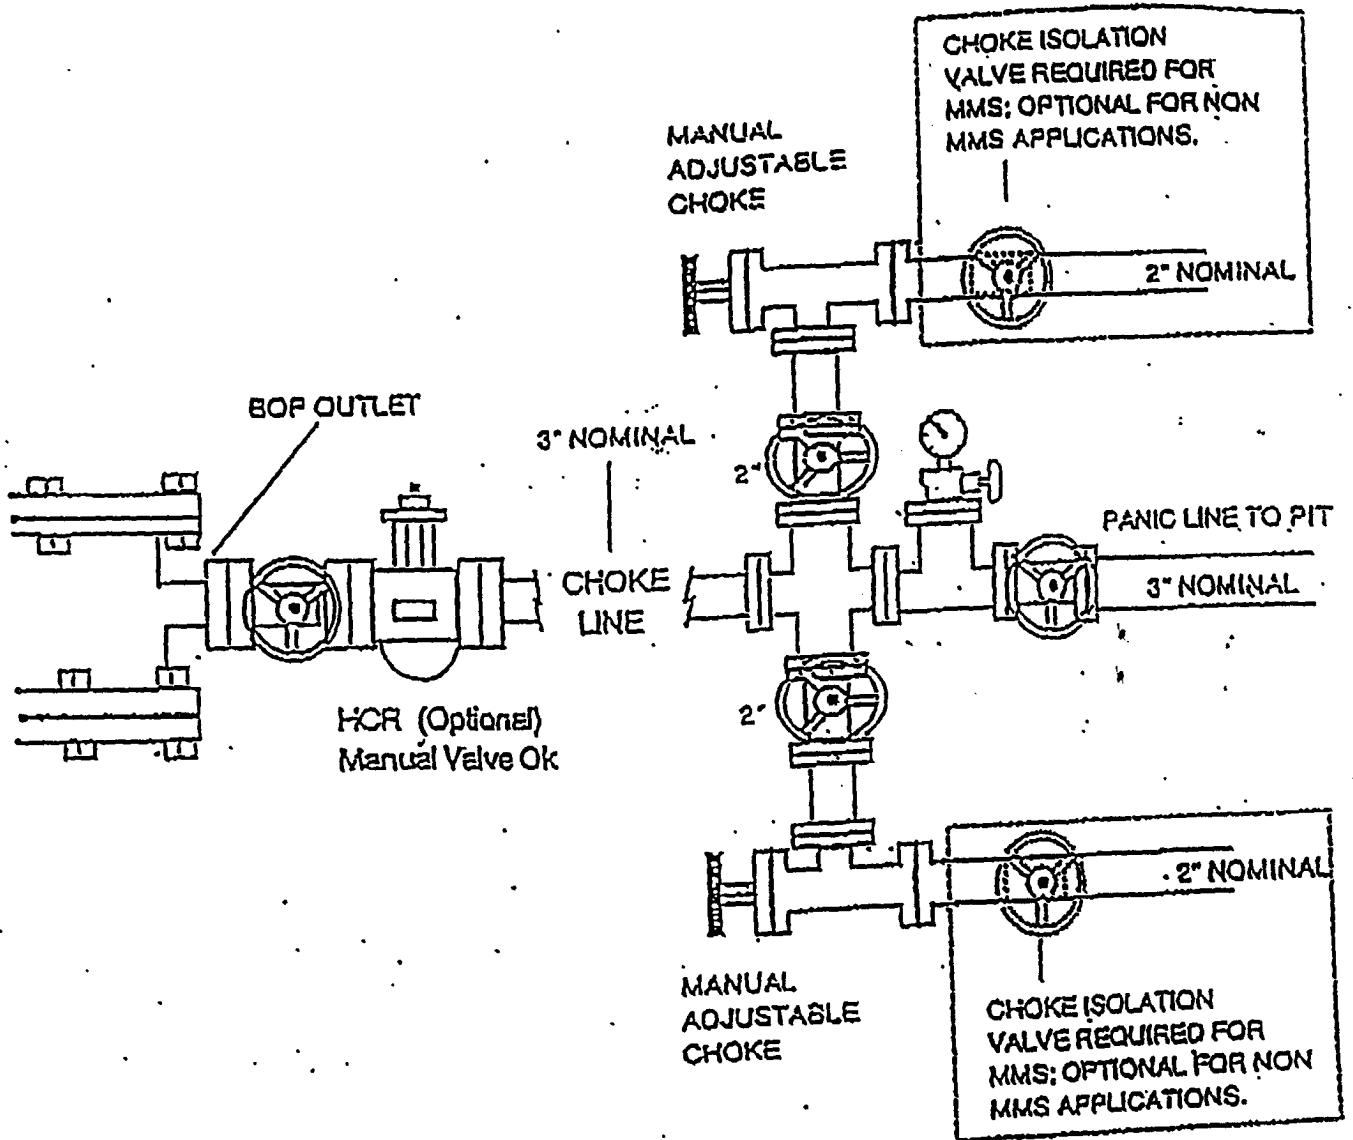 CHOKE ISOLATION
VALVE REQUIRED FOR
MMS; OPTIONAL FOR NON
MMS APPLICATIONS.
MANUAL
ADJUSTABLE
CHOKE
2" NOMINAL
BOP OUTLET
3" NOMINAL
2"
PANIC LINE TO PIT
3" NOMINAL
CHOKE
LINE
HCR (Optional)
Manual Valve Ok
2"
2" NOMINAL
MANUAL
ADJUSTABLE
CHOKE
CHOKE ISOLATION
VALVE REQUIRED FOR
MMS; OPTIONAL FOR NON
MMS APPLICATIONS.